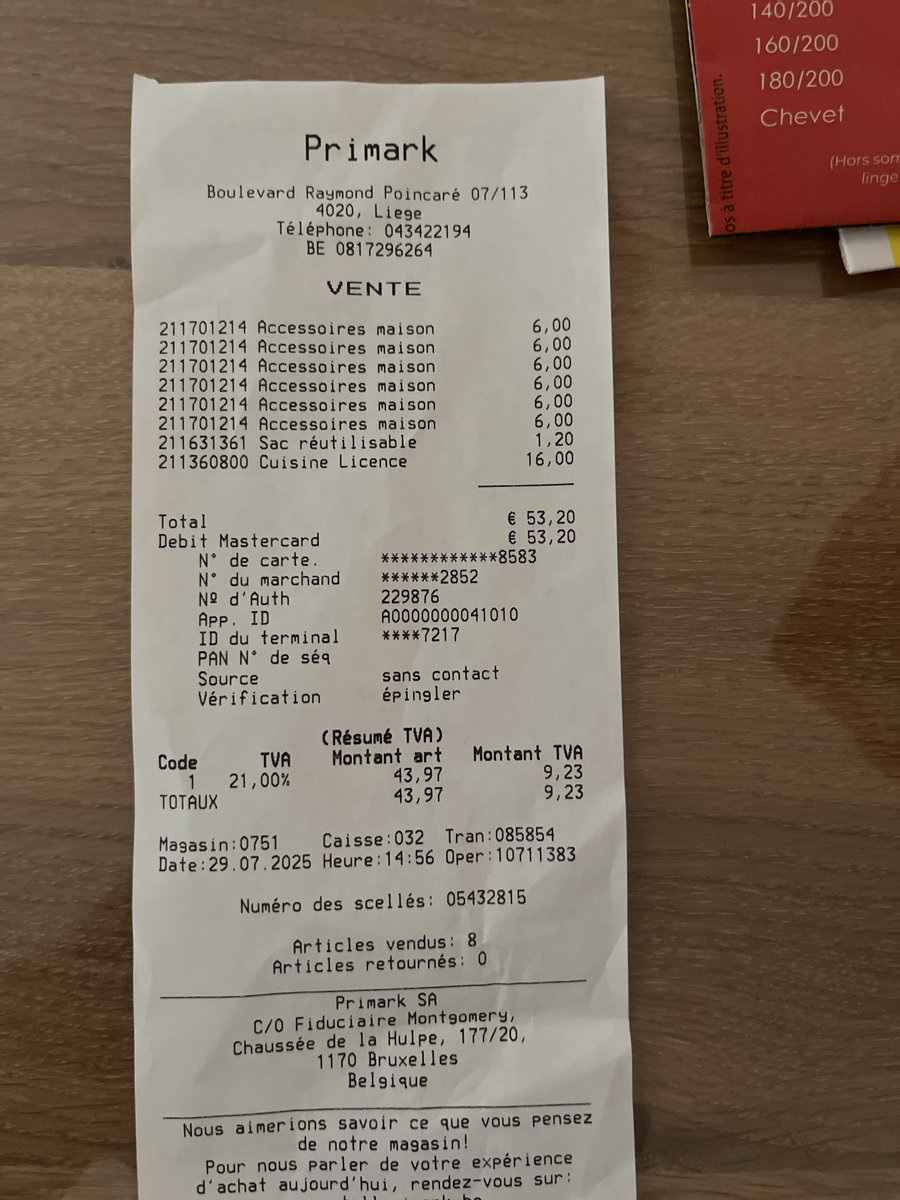 Primark
Boulevard Raymond Poincaré 07/113
4020, Liege
Téléphone: 043422194
BE 0817296264
VENTE
211701214 Accessoires maison 6,00
211701214 Accessoires maison 6,00
211701214 Accessoires maison 6,00
211701214 Accessoires maison 6,00
211701214 Accessoires maison 6,00
211701214 Accessoires maison 6,00
211631361 Sac réutilisable 1,20
211360800 Cuisine Licence 16,00
Total € 53,20
Debit Mastercard € 53,20
N° de carte. ************8583
N° du marchand ******2852
Nº d'Auth 229876
App. ID A0000000041010
ID du terminal ****7217
PAN N° de séq
Source sans contact
Vérification épingler
(Résumé TVA)
Code TVA Montant art Montant TVA
1 21,00% 43,97 9,23
TOTAUX 43,97 9,23
Magasin:0751 Caisse:032 Tran:085854
Date:29.07.2025 Heure:14:56 Oper:10711383
Numéro des scellés: 05432815
Articles vendus: 8
Articles retournés: 0
Primark SA
C/O Fiduciaire Montgomery,
Chaussée de la Hulpe, 177/20,
1170 Bruxelles
Belgique
Nous aimerions savoir ce que vous pensez
de notre magasin!
Pour nous parler de votre expérience
d'achat aujourd'hui, rendez-vous sur:
140/200
160/200
180/200
Chevet
(Hors
linge
à titre d'illustration.